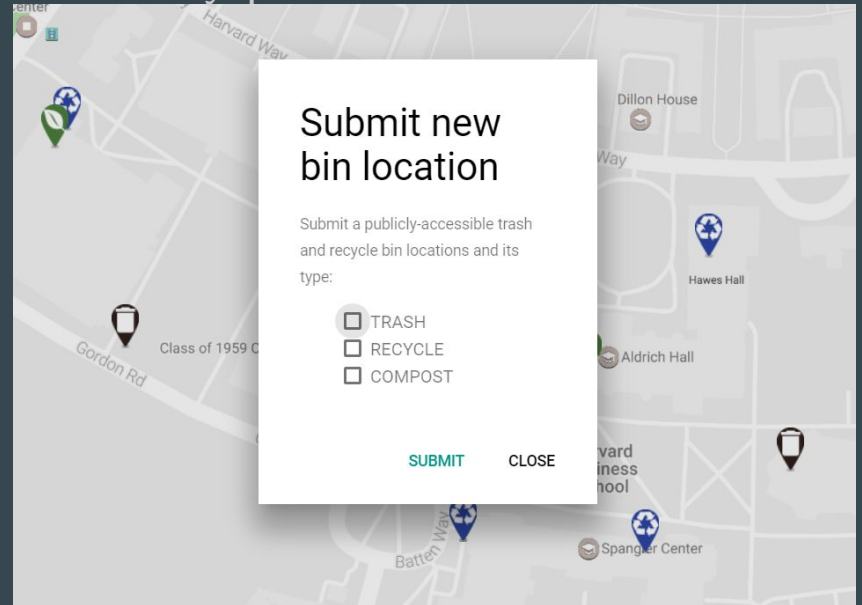 Center
Harvard Way
Dillon House
Way
Submit new
bin location
Submit a publicly-accessible trash
and recycle bin locations and its
type:
TRASH
RECYCLE
COMPOST
SUBMIT CLOSE
Hawes Hall
Class of 1959 C
Gordon Rd
Aldrich Hall
vard
iness
hool
Batten Way
Spangler Center